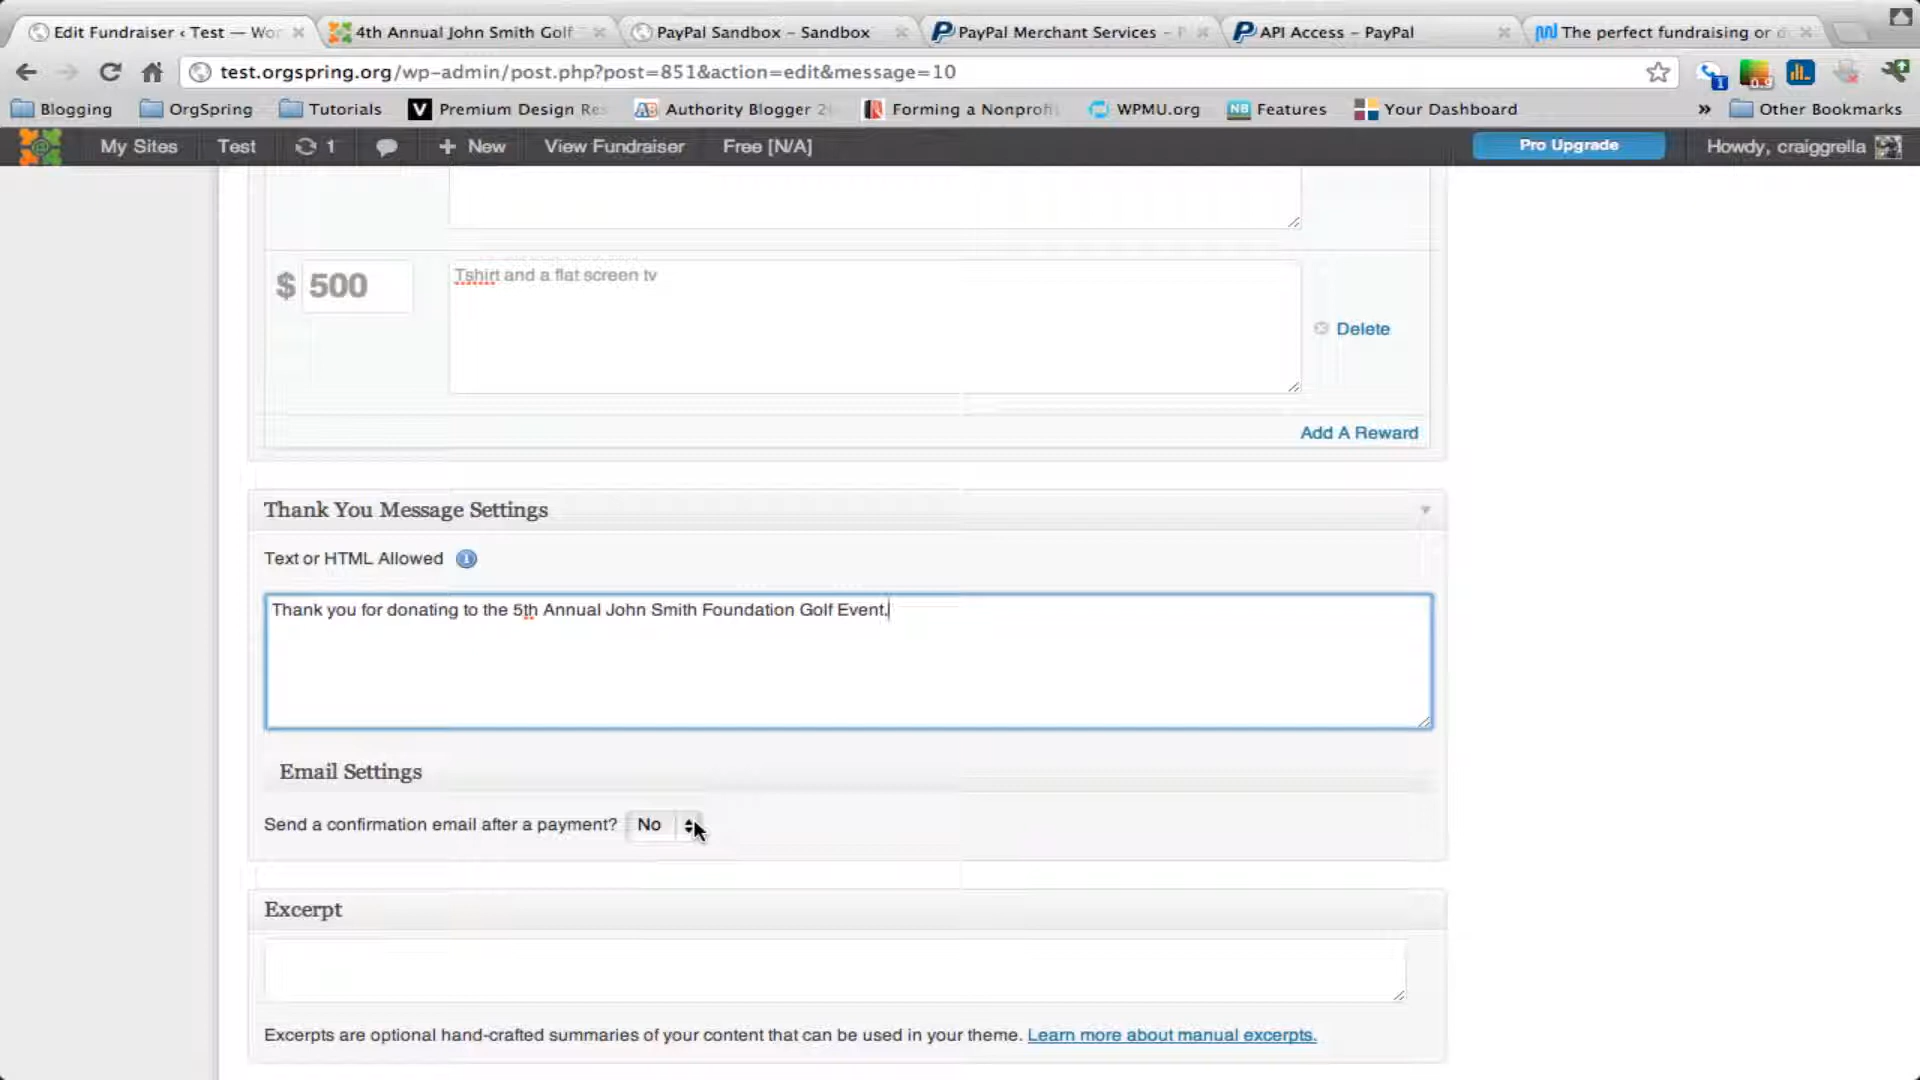 Edit Fundraiser ‹ Test — Wor
4th Annual John Smith Golf
PayPal Sandbox – Sandbox
PayPal Merchant Services –
API Access – PayPal
The perfect fundraising or
test.orgspring.org/wp-admin/post.php?post=851&action=edit&message=10
Blogging
OrgSpring
Tutorials
Premium Design Re
Authority Blogger 2
Forming a Nonprofi
WPMU.org
Features
Your Dashboard
»
Other Bookmarks
My Sites
Test
1
+ New
View Fundraiser
Free [N/A]
Pro Upgrade
Howdy, craiggrella
$ 500
Tshirt and a flat screen tv
Delete
Add A Reward
Thank You Message Settings
Text or HTML Allowed
Thank you for donating to the 5th Annual John Smith Foundation Golf Event.
Email Settings
Send a confirmation email after a payment? No
Excerpt
Excerpts are optional hand-crafted summaries of your content that can be used in your theme. Learn more about manual excerpts.